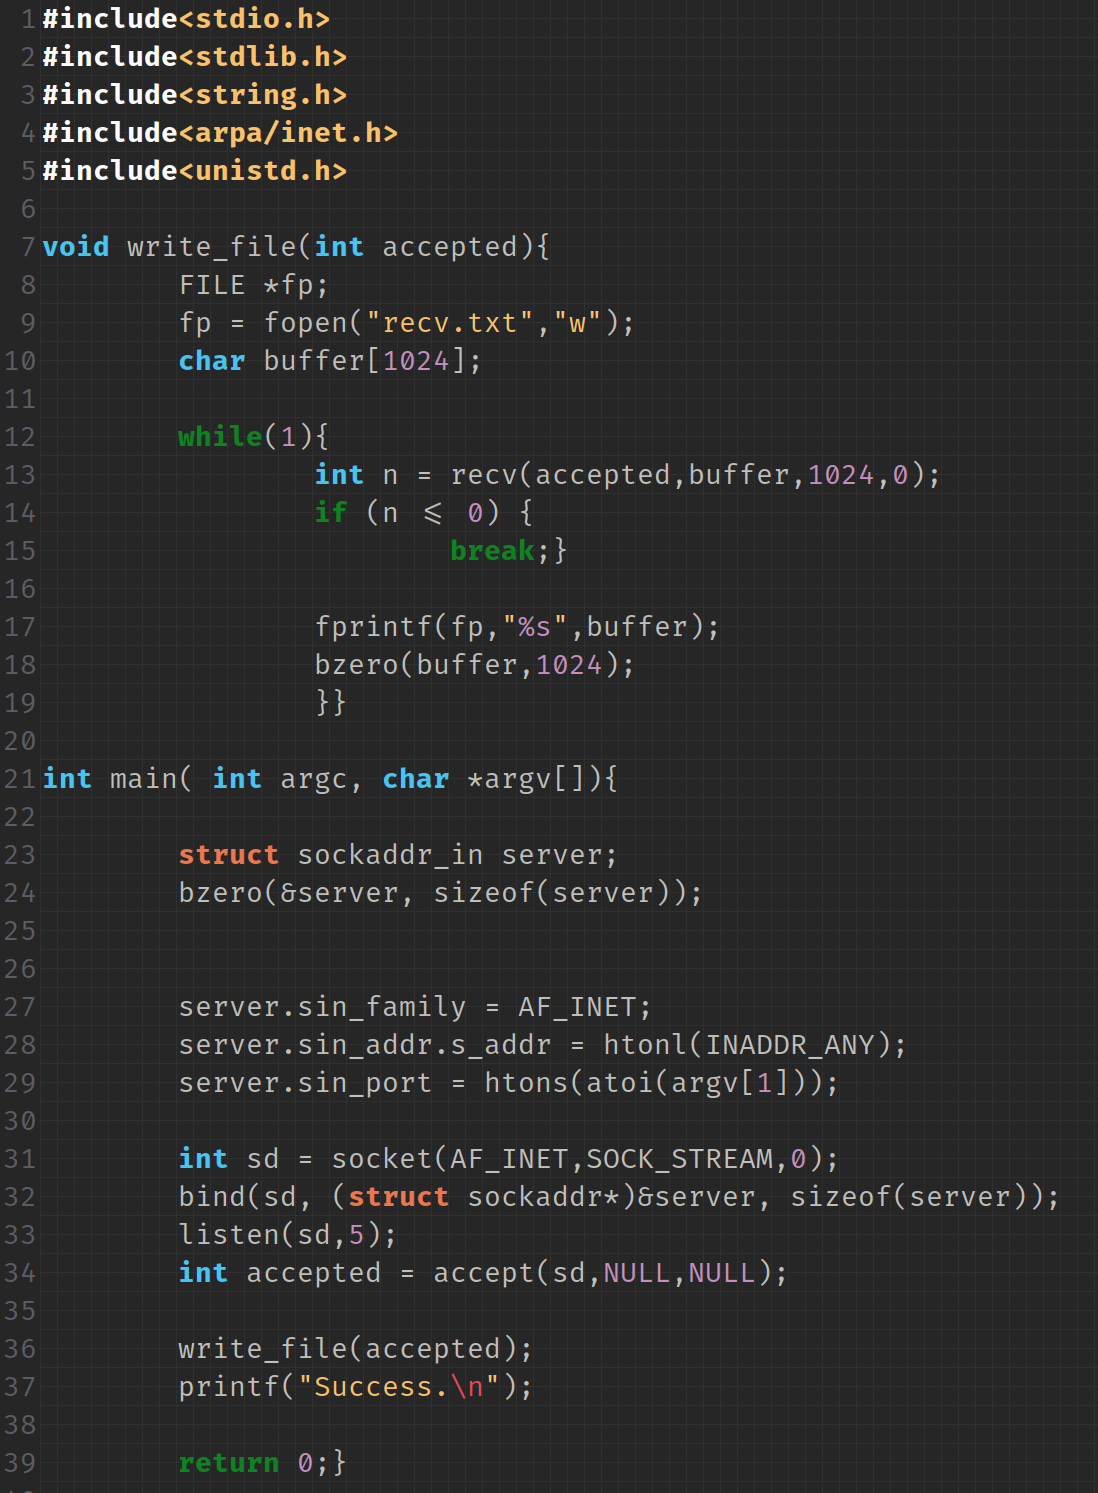 1 #include<stdio.h>
2 #include<stdlib.h>
3 #include<string.h>
4 #include<arpa/inet.h>
5 #include<unistd.h>
6
7 void write_file(int accepted){
8         FILE *fp;
9         fp = fopen("recv.txt","w");
10         char buffer[1024];
11
12         while(1){
13                 int n = recv(accepted,buffer,1024,0);
14                 if (n <= 0) {
15                         break;}
16
17                 fprintf(fp,"%s",buffer);
18                 bzero(buffer,1024);
19                 }}
20
21 int main( int argc, char *argv[]){
22
23         struct sockaddr_in server;
24         bzero(&server, sizeof(server));
25
26
27         server.sin_family = AF_INET;
28         server.sin_addr.s_addr = htonl(INADDR_ANY);
29         server.sin_port = htons(atoi(argv[1]));
30
31         int sd = socket(AF_INET,SOCK_STREAM,0);
32         bind(sd, (struct sockaddr*)&server, sizeof(server));
33         listen(sd,5);
34         int accepted = accept(sd,NULL,NULL);
35
36         write_file(accepted);
37         printf("Success.\n");
38
39         return 0;}